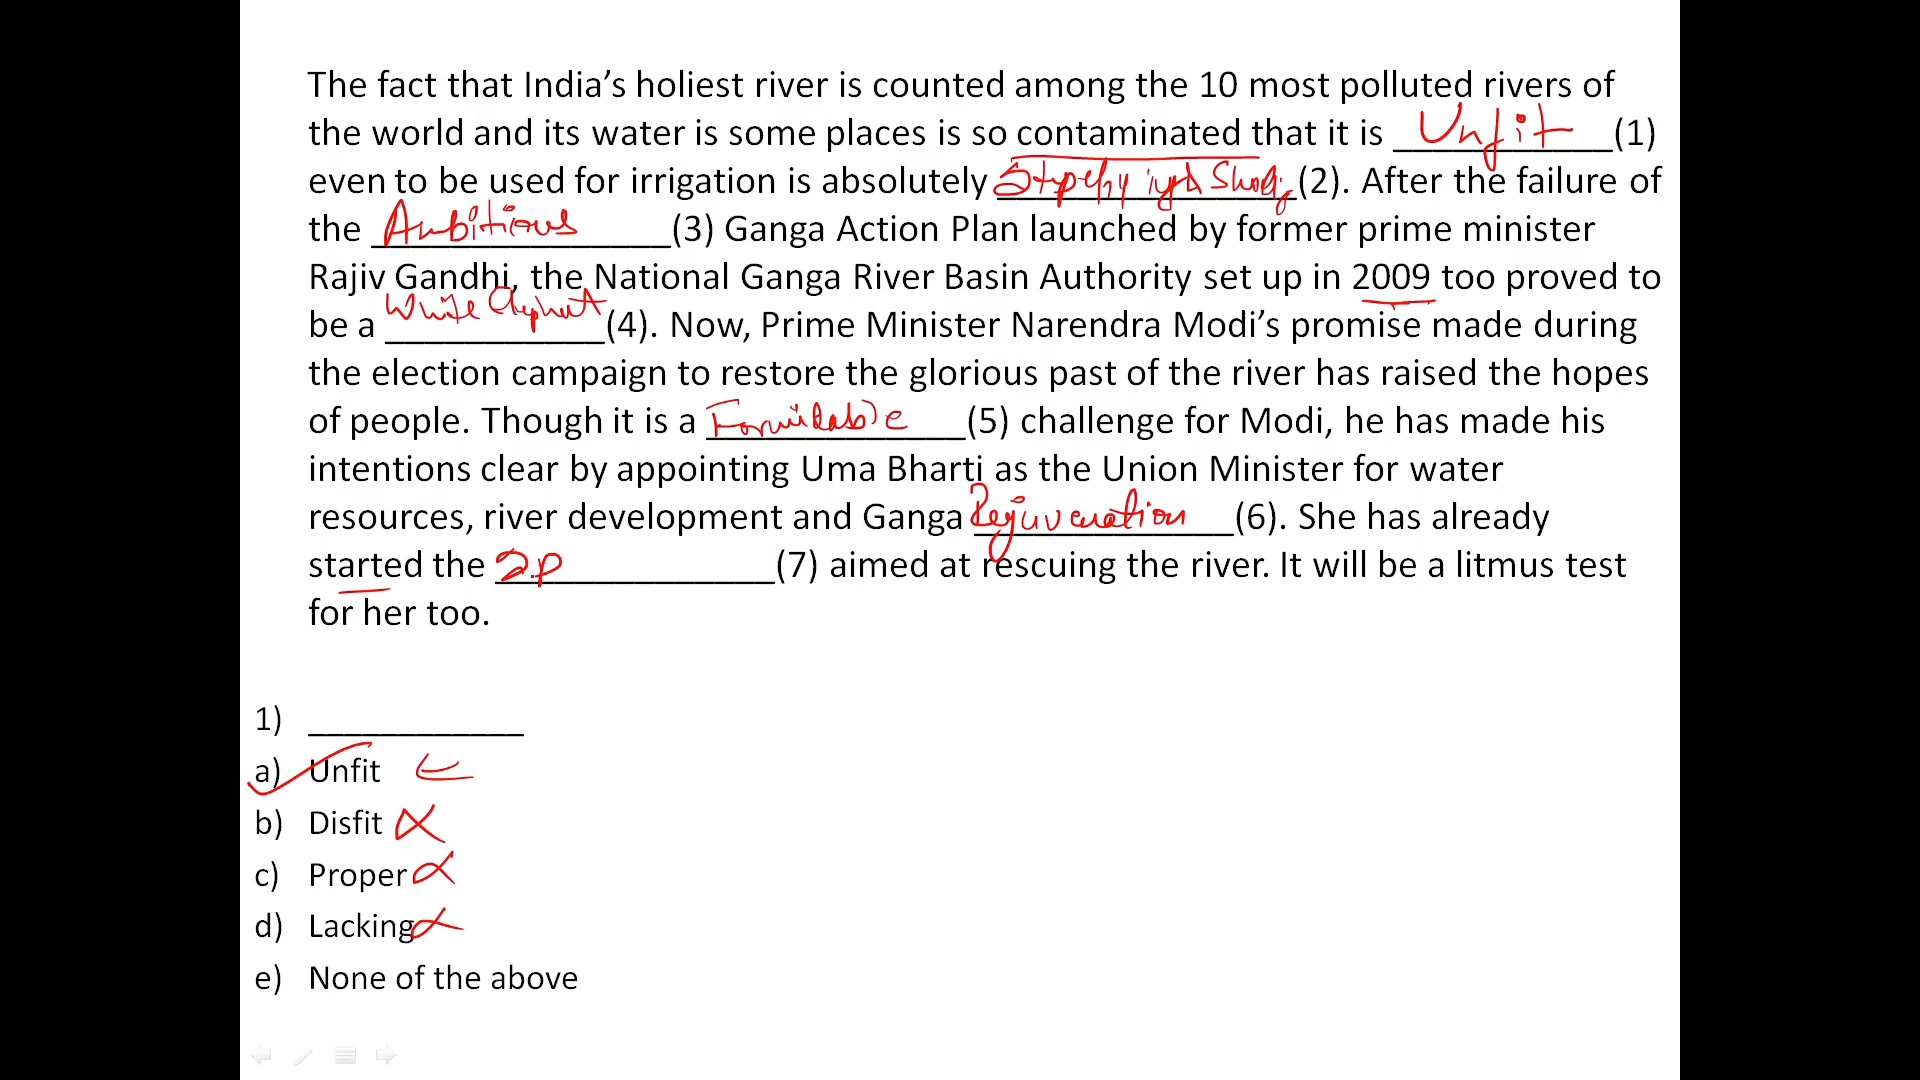 The fact that India’s holiest river is counted among the 10 most polluted rivers of
the world and its water is some places is so contaminated that it is Unfit (1)
even to be used for irrigation is absolutely ____(2). After the failure of
the Ambitious (3) Ganga Action Plan launched by former prime minister
Rajiv Gandhi, the National Ganga River Basin Authority set up in 2009 too proved to
be a White Elephant (4). Now, Prime Minister Narendra Modi’s promise made during
the election campaign to restore the glorious past of the river has raised the hopes
of people. Though it is a Formidable (5) challenge for Modi, he has made his
intentions clear by appointing Uma Bharti as the Union Minister for water
resources, river development and Ganga Rejuvenation (6). She has already
started the 2P ____(7) aimed at rescuing the river. It will be a litmus test
for her too.
1) ____________
a) Unfit
b) Disfit
c) Proper
d) Lacking
e) None of the above